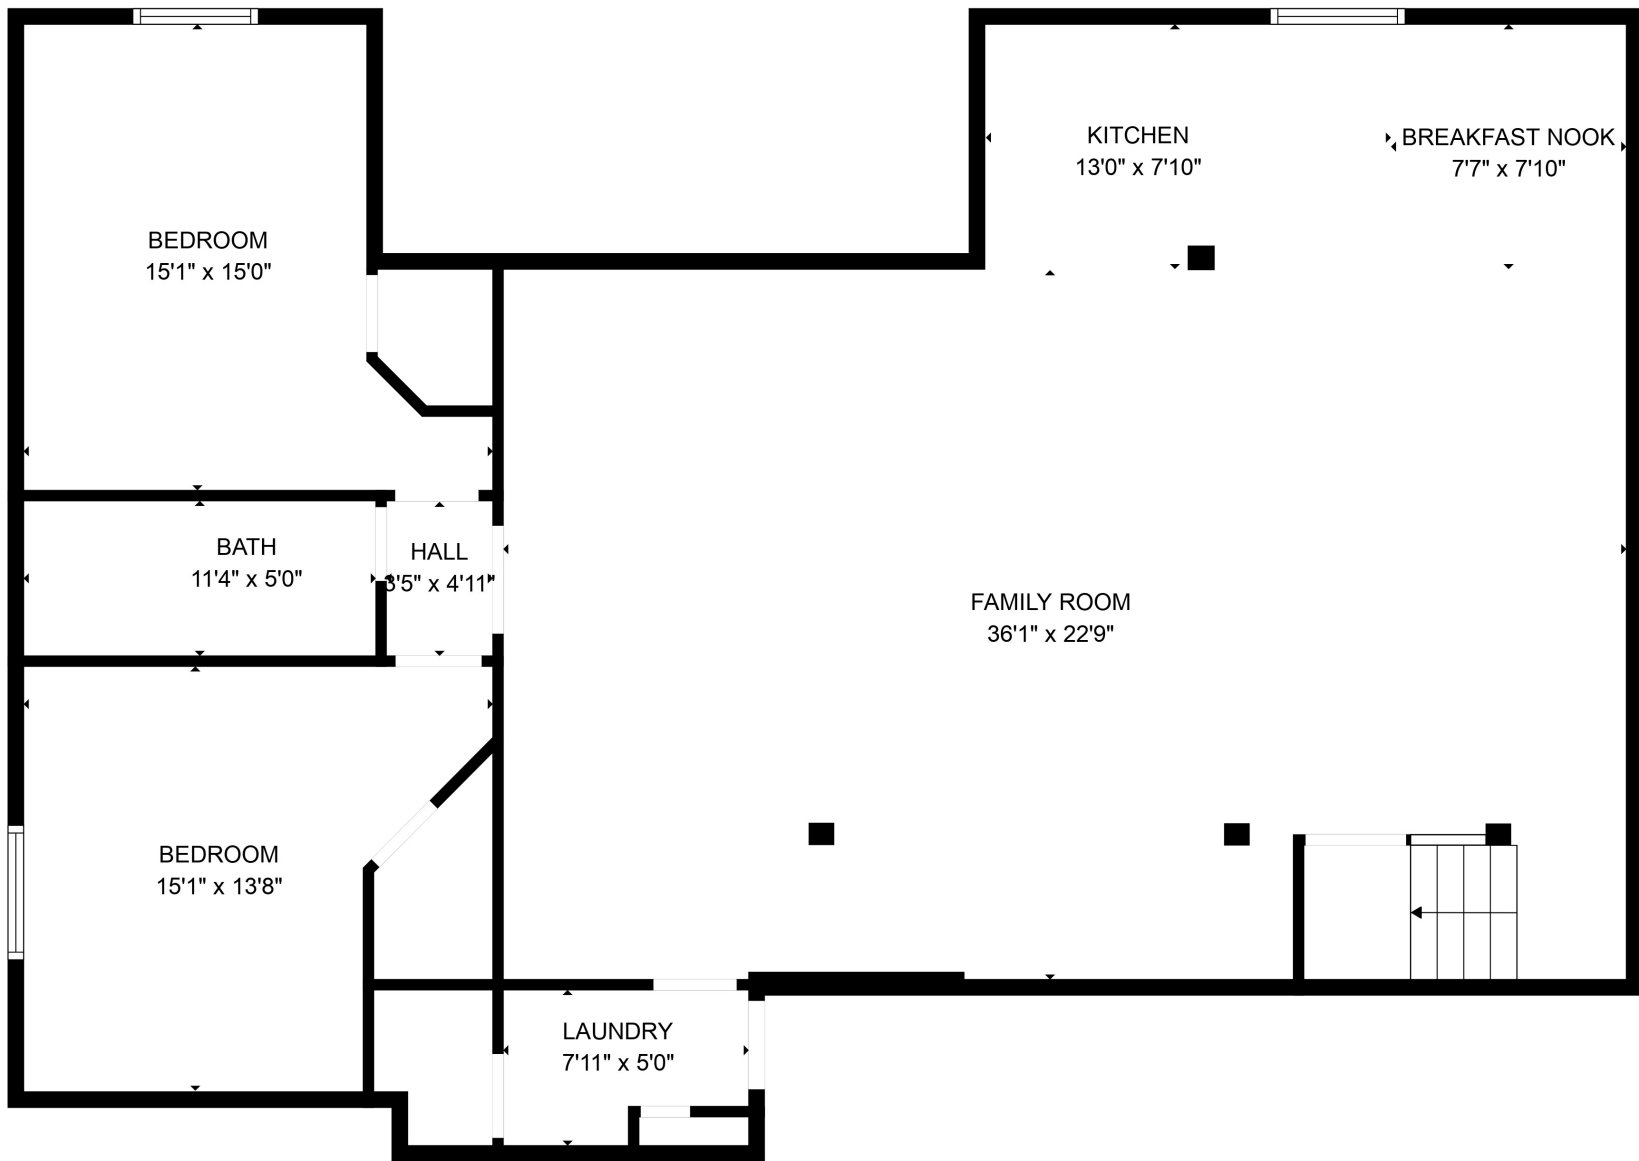 KITCHEN
13'0" x 7'10"
BREAKFAST NOOK
7'7" x 7'10"
BEDROOM
15'1" x 15'0"
BATH
11'4" x 5'0"
HALL
3'5" x 4'11"
FAMILY ROOM
36'1" x 22'9"
BEDROOM
15'1" x 13'8"
LAUNDRY
7'11" x 5'0"